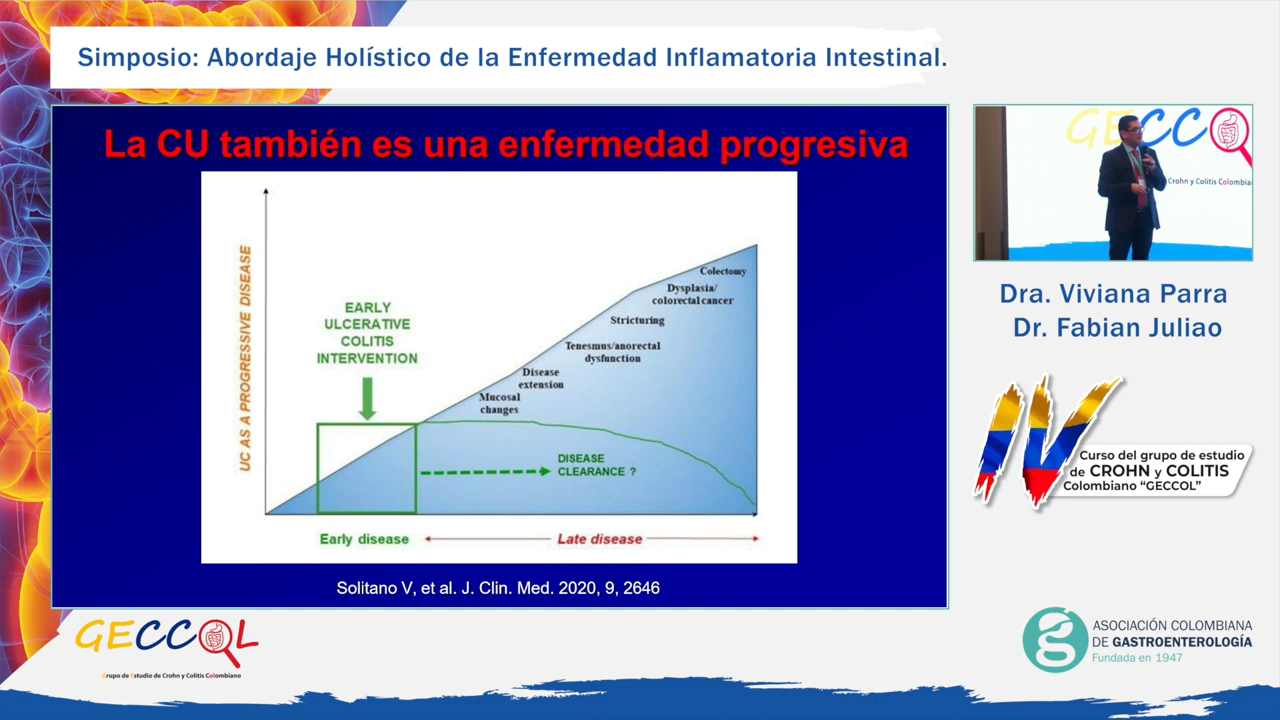 Simposio: Abordaje Holístico de la Enfermedad Inflamatoria Intestinal.
La CU también es una enfermedad progresiva
UC AS A PROGRESSIVE DISEASE
EARLY
ULCERATIVE
COLITIS
INTERVENTION
Colectomy
Dysplasia/
colorectal cancer
Stricturing
Tenesmus/anorectal
dysfunction
Disease
extension
Mucosal
changes
DISEASE
CLEARANCE ?
Early disease
Late disease
Solitano V, et al. J. Clin. Med. 2020, 9, 2646
GECC
Crohn y Colitis Colombia
Dra. Viviana Parra
Dr. Fabian Juliao
IV
Curso del grupo de estudio
de CROHN y COLITIS
Colombiano “GECCOL”
GECCOL
Grupo de Estudio de Crohn y Colitis Colombiano
g
ASOCIACIÓN COLOMBIANA
DE GASTROENTEROLOGÍA
Fundada en 1947